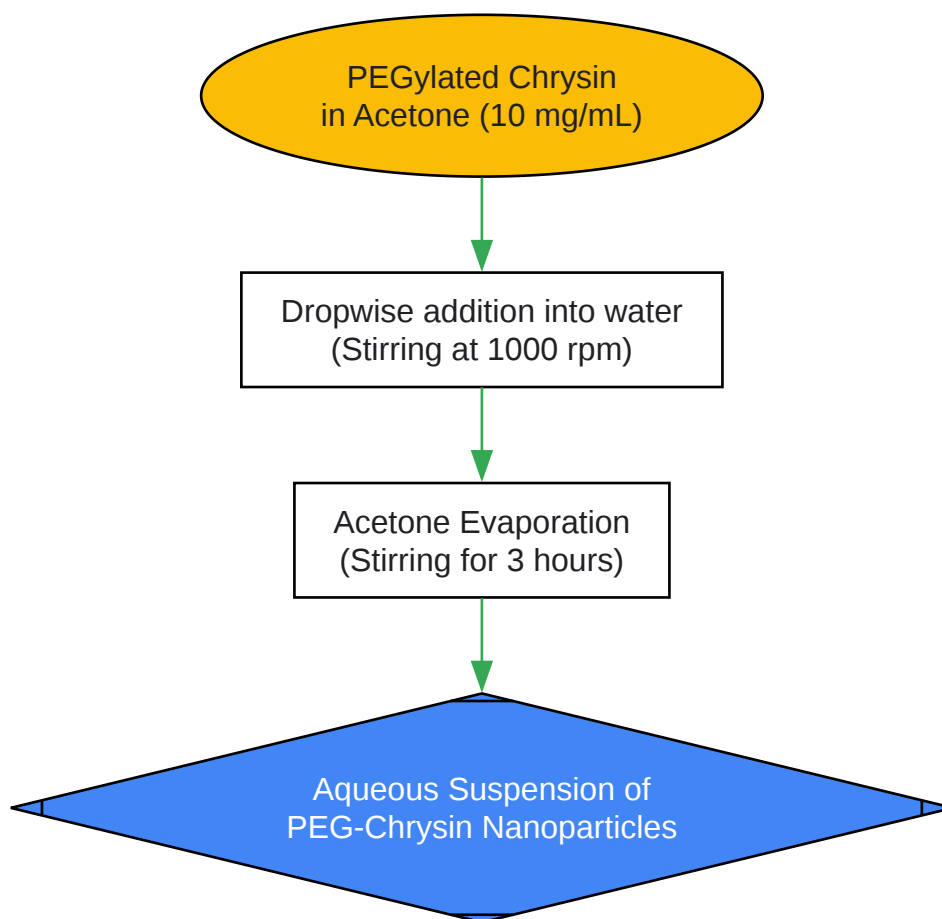 PEGylated Chrysin
in Acetone (10 mg/mL)
Dropwise addition into water
(Stirring at 1000 rpm)
Acetone Evaporation
(Stirring for 3 hours)
Aqueous Suspension of
PEG-Chrysin Nanoparticles